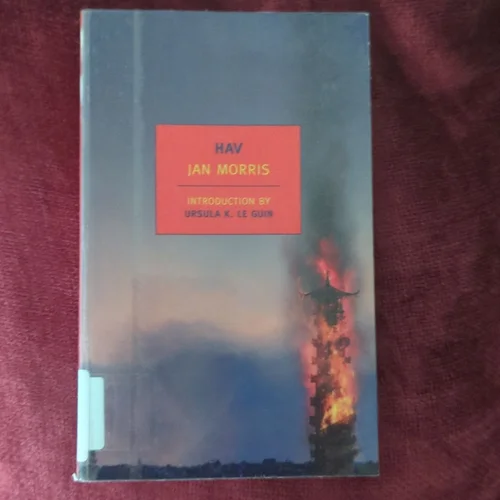 HAV
JAN MORRIS
INTRODUCTION BY
URSULA K. LE GUIN